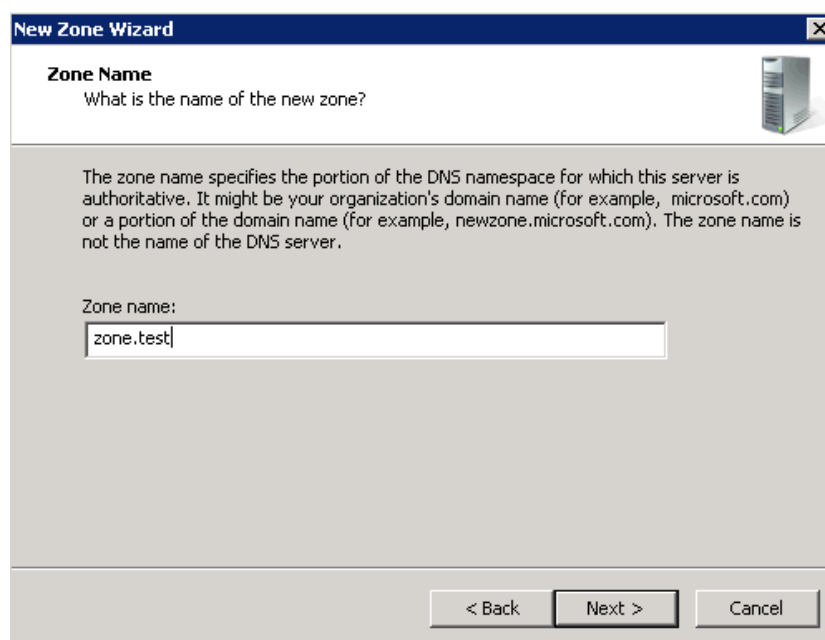 New Zone Wizard
Zone Name
What is the name of the new zone?
The zone name specifies the portion of the DNS namespace for which this server is
authoritative. It might be your organization's domain name (for example, microsoft.com)
or a portion of the domain name (for example, newzone.microsoft.com). The zone name is
not the name of the DNS server.
Zone name:
zone.test
< Back Next > Cancel